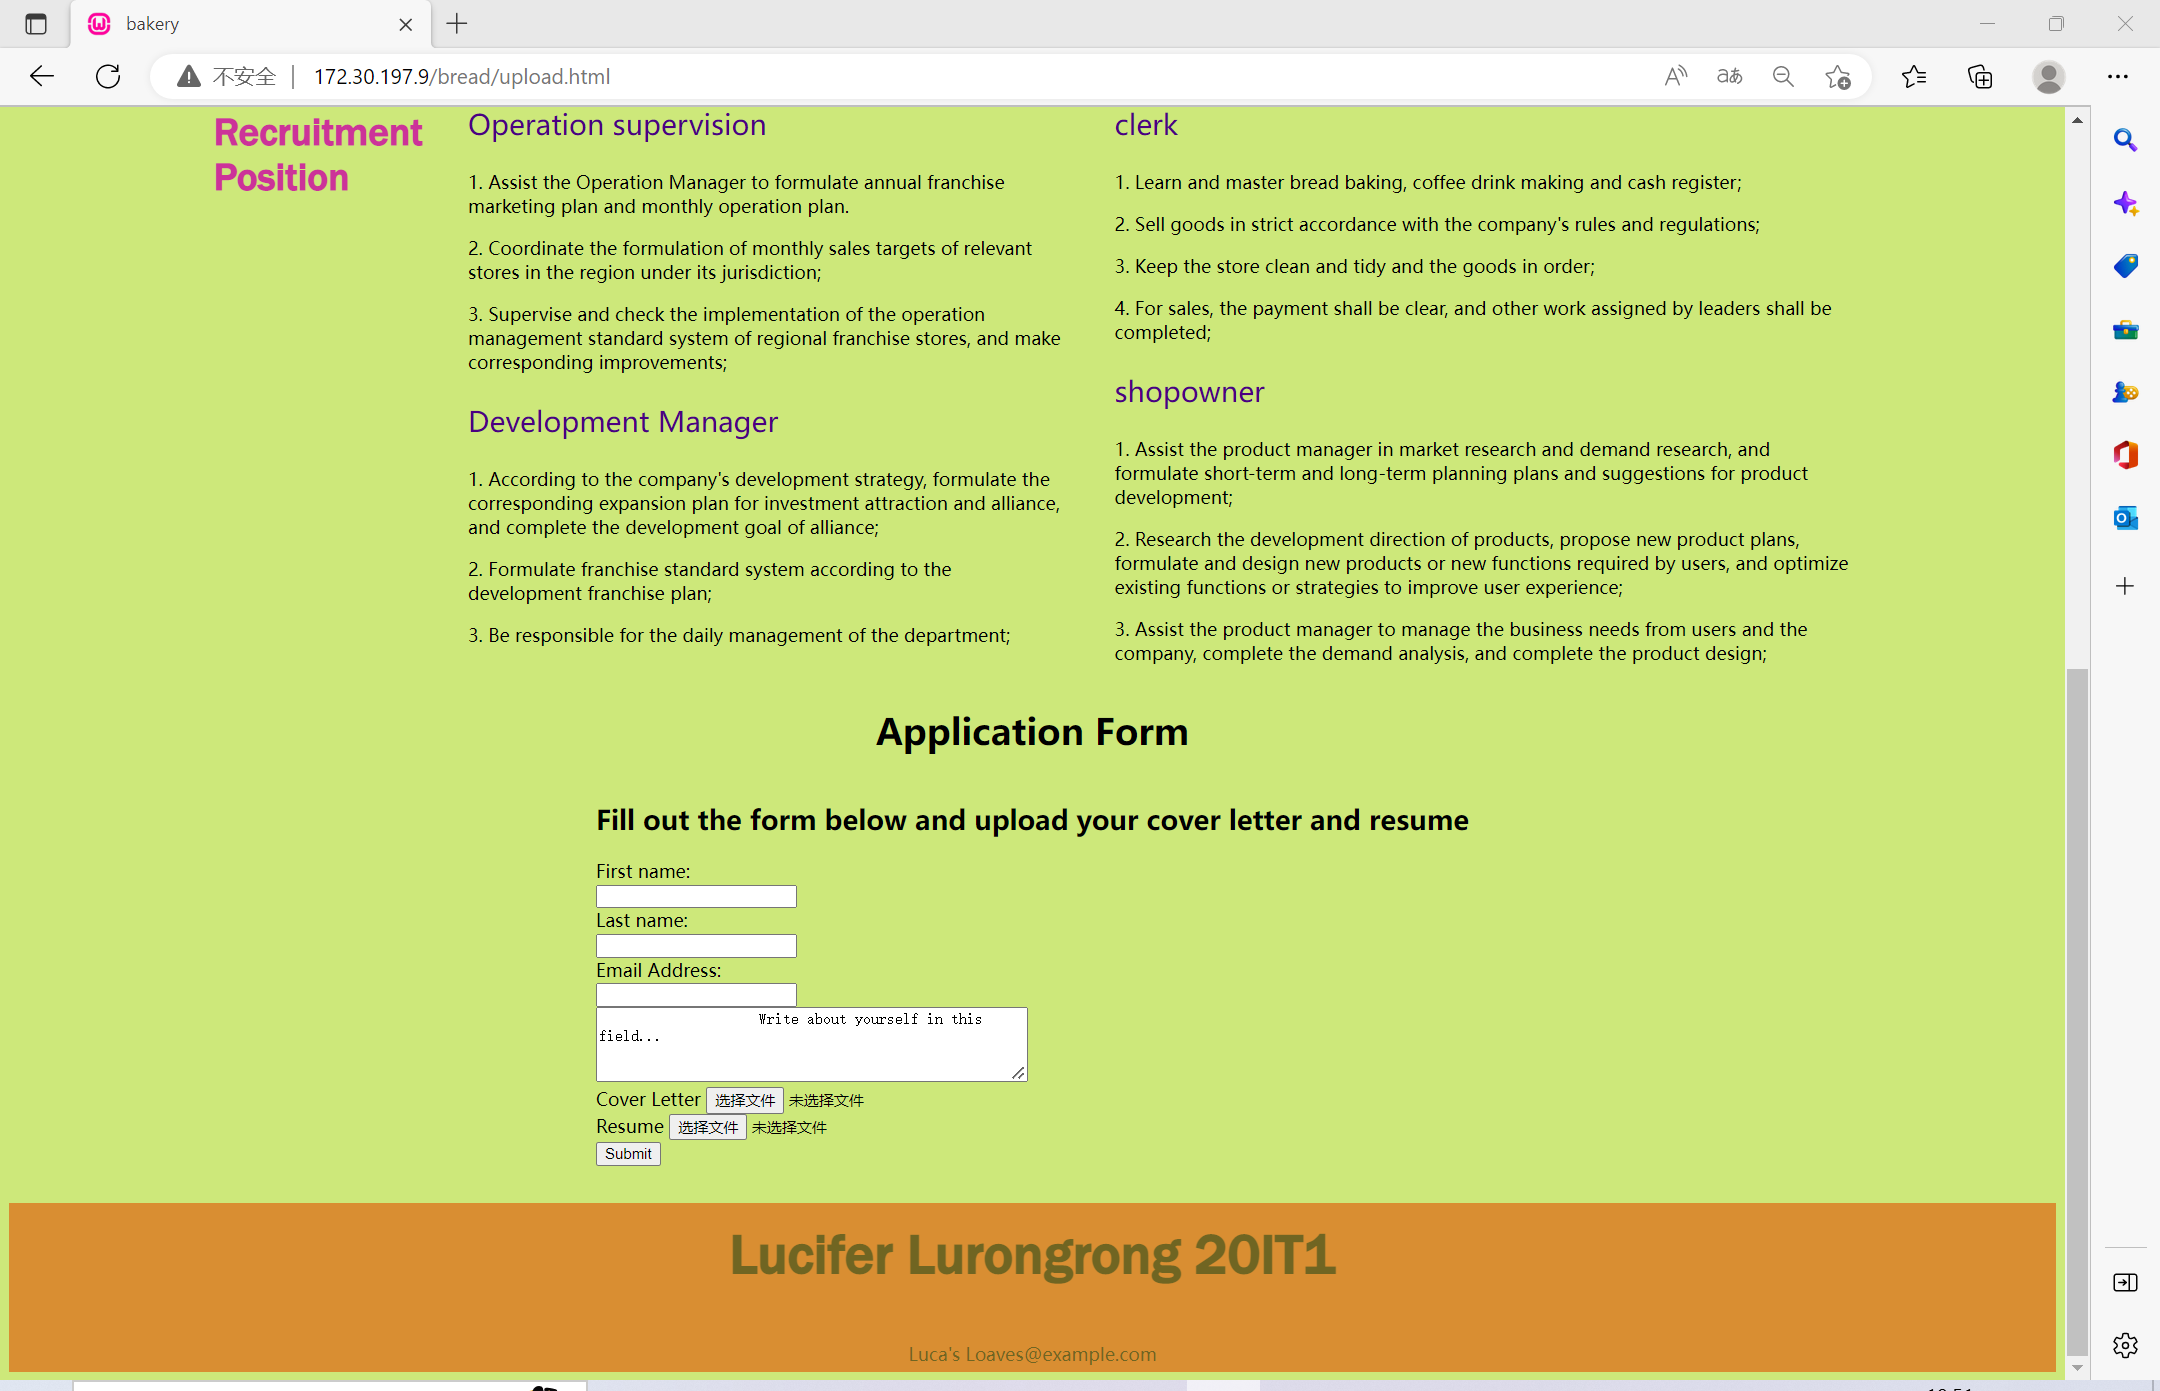 bakery
不安全
172.30.197.9/bread/upload.html
Recruitment
Position
Operation supervision
1. Assist the Operation Manager to formulate annual franchise
marketing plan and monthly operation plan.
2. Coordinate the formulation of monthly sales targets of relevant
stores in the region under its jurisdiction;
3. Supervise and check the implementation of the operation
management standard system of regional franchise stores, and make
corresponding improvements;
Development Manager
1. According to the company's development strategy, formulate the
corresponding expansion plan for investment attraction and alliance,
and complete the development goal of alliance;
2. Formulate franchise standard system according to the
development franchise plan;
3. Be responsible for the daily management of the department;
clerk
1. Learn and master bread baking, coffee drink making and cash register;
2. Sell goods in strict accordance with the company's rules and regulations;
3. Keep the store clean and tidy and the goods in order;
4. For sales, the payment shall be clear, and other work assigned by leaders shall be
completed;
shopowner
1. Assist the product manager in market research and demand research, and
formulate short-term and long-term planning plans and suggestions for product
development;
2. Research the development direction of products, propose new product plans,
formulate and design new products or new functions required by users, and optimize
existing functions or strategies to improve user experience;
3. Assist the product manager to manage the business needs from users and the
company, complete the demand analysis, and complete the product design;
Application Form
Fill out the form below and upload your cover letter and resume
First name:
Last name:
Email Address:
Write about yourself in this
field...
Cover Letter 选择文件 未选择文件
Resume 选择文件 未选择文件
Submit
Lucifer Lurongrong 20IT1
Luca's Loaves@example.com